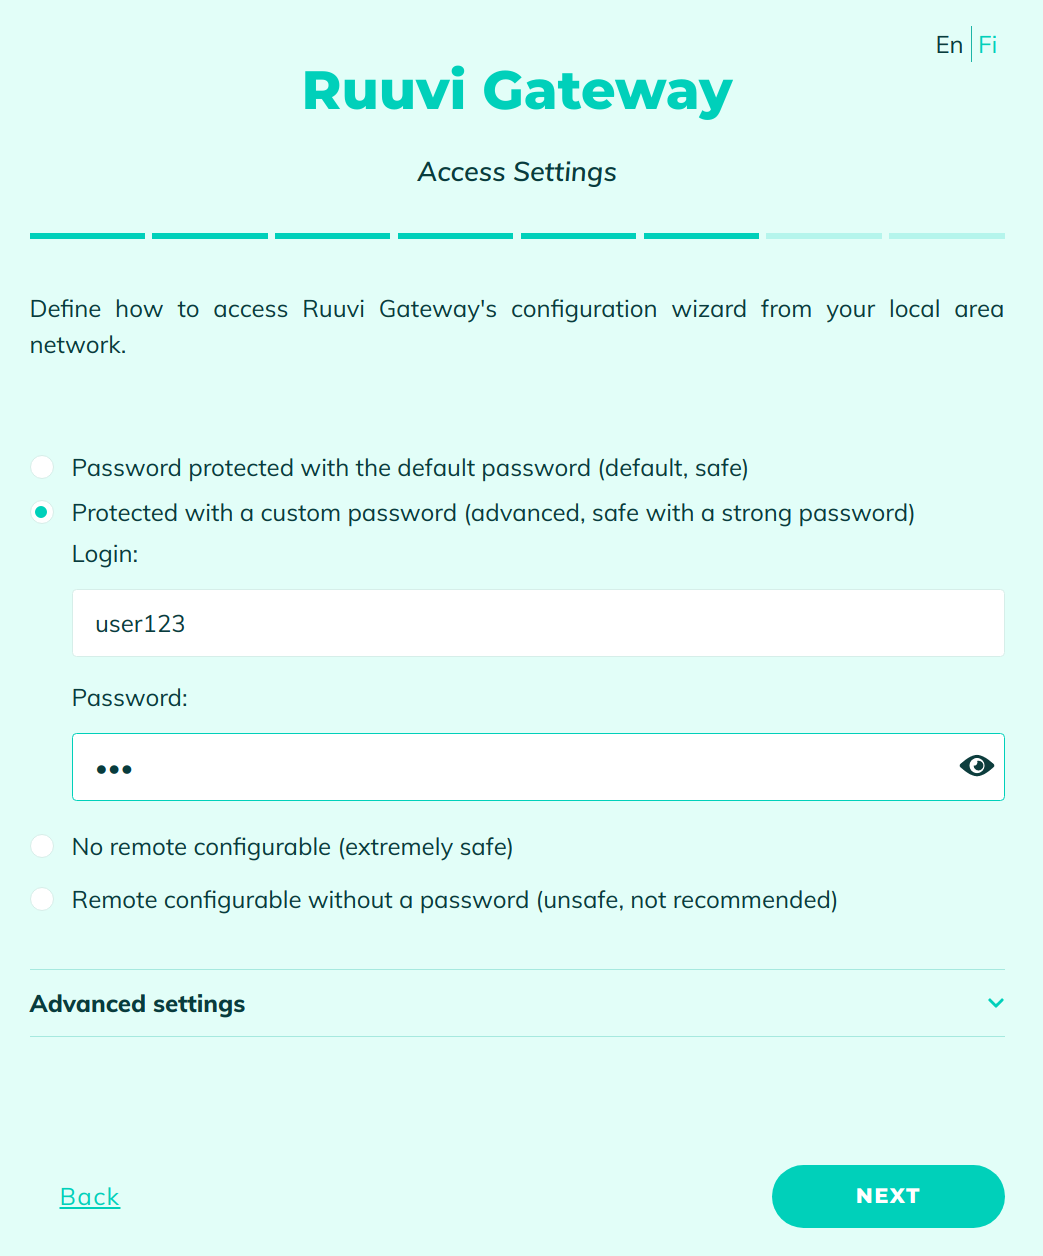 En Fi
Ruuvi Gateway
Access Settings
Define how to access Ruuvi Gateway's configuration wizard from your local area
network.
Password protected with the default password (default, safe)
Protected with a custom password (advanced, safe with a strong password)
Login:
user123
Password:
•••
No remote configurable (extremely safe)
Remote configurable without a password (unsafe, not recommended)
Advanced settings
Back
NEXT